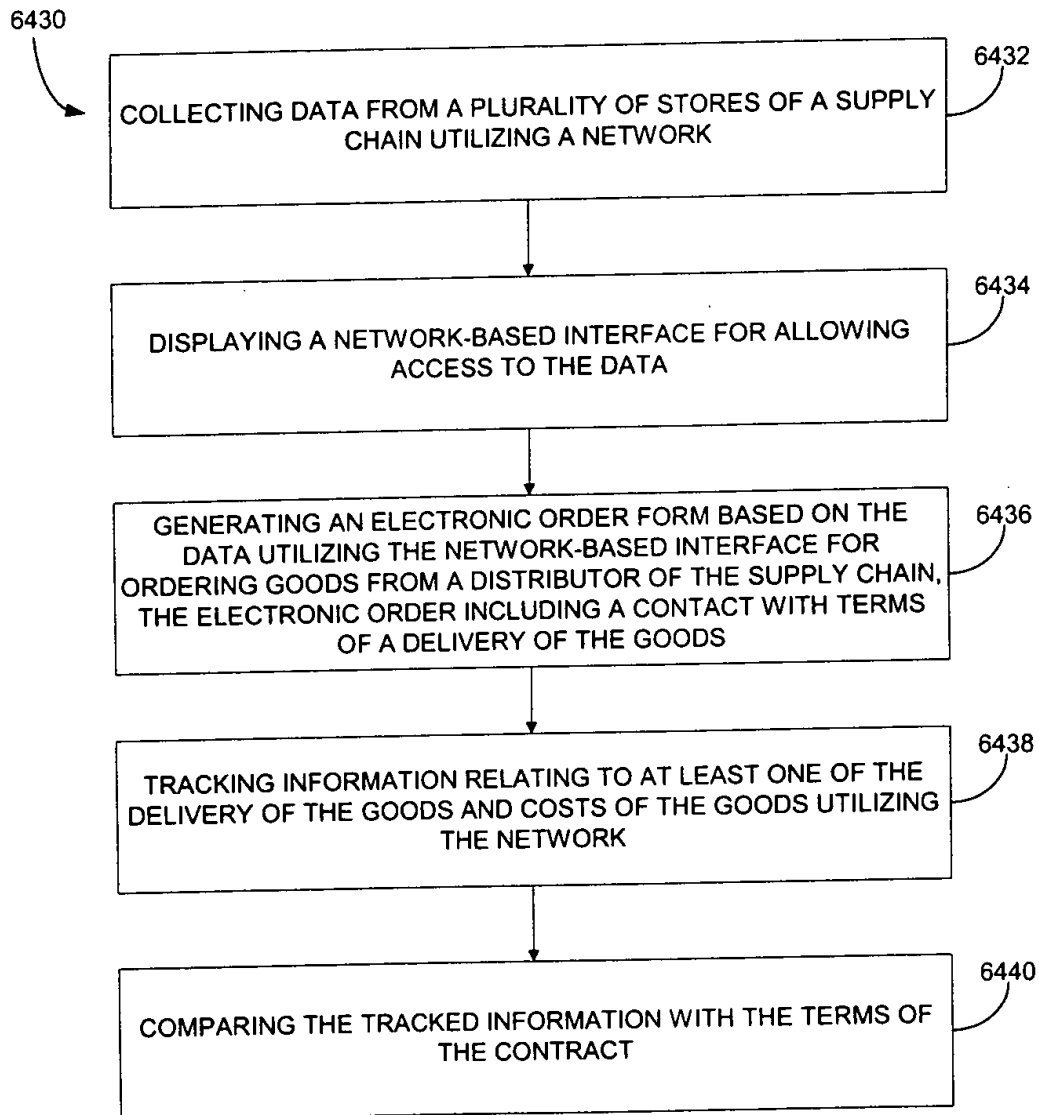 6430
6432
COLLECTING DATA FROM A PLURALITY OF STORES OF A SUPPLY
CHAIN UTILIZING A NETWORK
6434
DISPLAYING A NETWORK-BASED INTERFACE FOR ALLOWING
ACCESS TO THE DATA
6436
GENERATING AN ELECTRONIC ORDER FORM BASED ON THE
DATA UTILIZING THE NETWORK-BASED INTERFACE FOR
ORDERING GOODS FROM A DISTRIBUTOR OF THE SUPPLY CHAIN,
THE ELECTRONIC ORDER INCLUDING A CONTACT WITH TERMS
OF A DELIVERY OF THE GOODS
6438
TRACKING INFORMATION RELATING TO AT LEAST ONE OF THE
DELIVERY OF THE GOODS AND COSTS OF THE GOODS UTILIZING
THE NETWORK
6440
COMPARING THE TRACKED INFORMATION WITH THE TERMS OF
THE CONTRACT